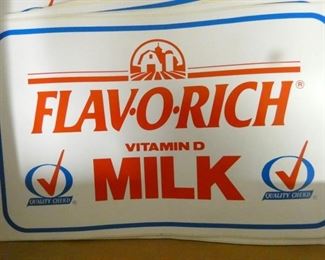 FLAV·O·RICH®
VITAMIN D
MILK
QUALITY CHEKD
QUALITY CHEKD